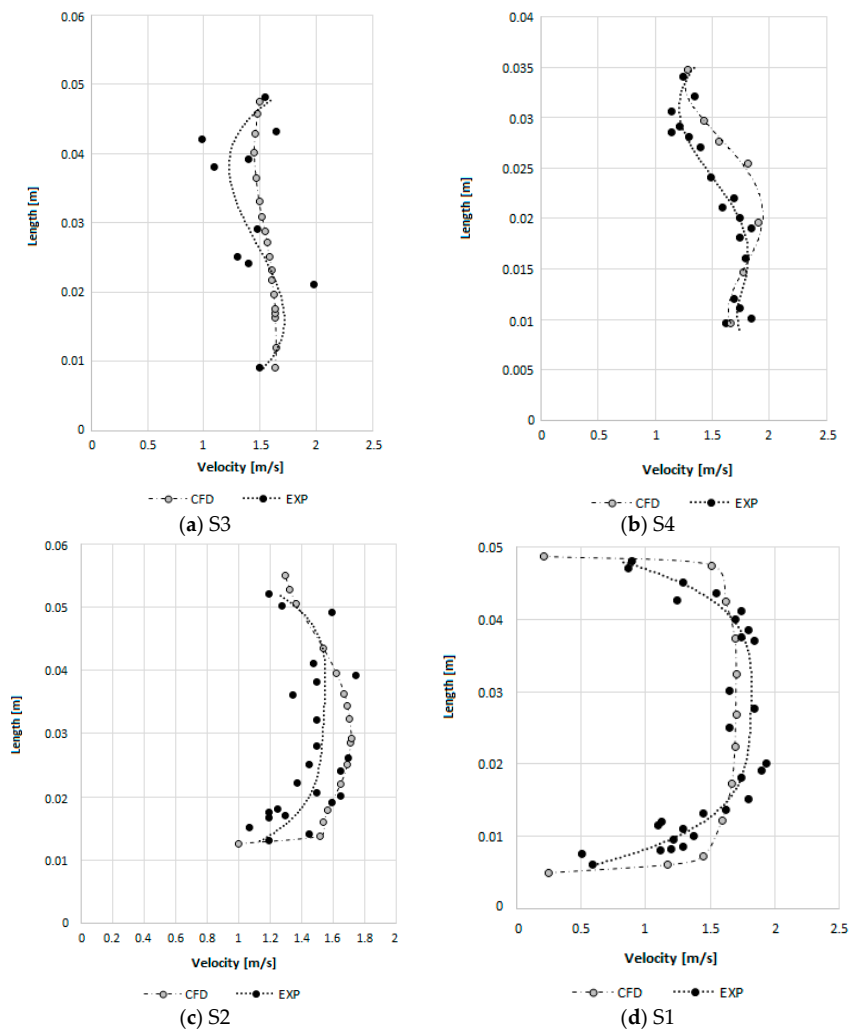 0.06
0.05
0.04
0.03
0.02
0.01
0
Length [m]
0 0.5 1 1.5 2 2.5
Velocity [m/s]
CFD EXP
(a) S3
0.04
0.035
0.03
0.025
0.02
0.015
0.01
0.005
0
Length [m]
0 0.5 1 1.5 2 2.5
Velocity [m/s]
CFD EXP
(b) S4
0.06
0.05
0.04
0.03
0.02
0.01
0
Length [m]
0 0.2 0.4 0.6 0.8 1 1.2 1.4 1.6 1.8 2
Velocity [m/s]
CFD EXP
(c) S2
0.05
0.04
0.03
0.02
0.01
0
Length [m]
0 0.5 1 1.5 2 2.5
Velocity [m/s]
CFD EXP
(d) S1